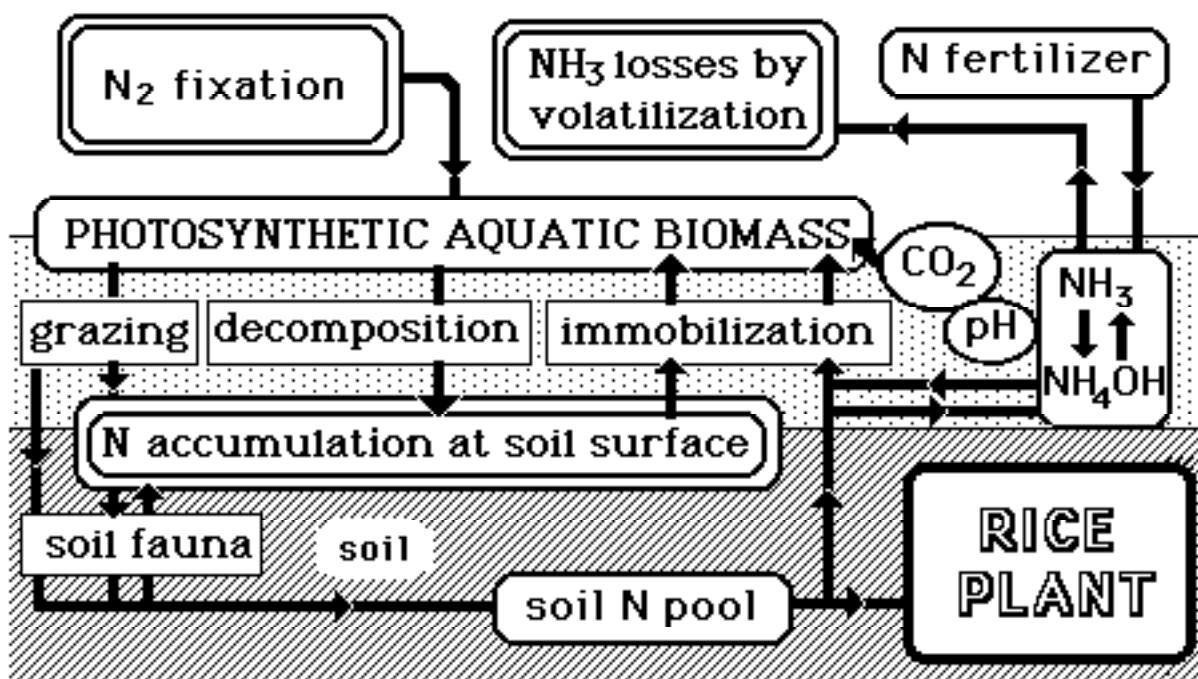 N₂ fixation
NH₃ losses by
volatilization
N fertilizer
PHOTOSYNTHETIC AQUATIC BIOMASS
CO₂
pH
NH₃
NH₄OH
grazing
decomposition
immobilization
N accumulation at soil surface
soil fauna
soil
soil N pool
RICE
PLANT